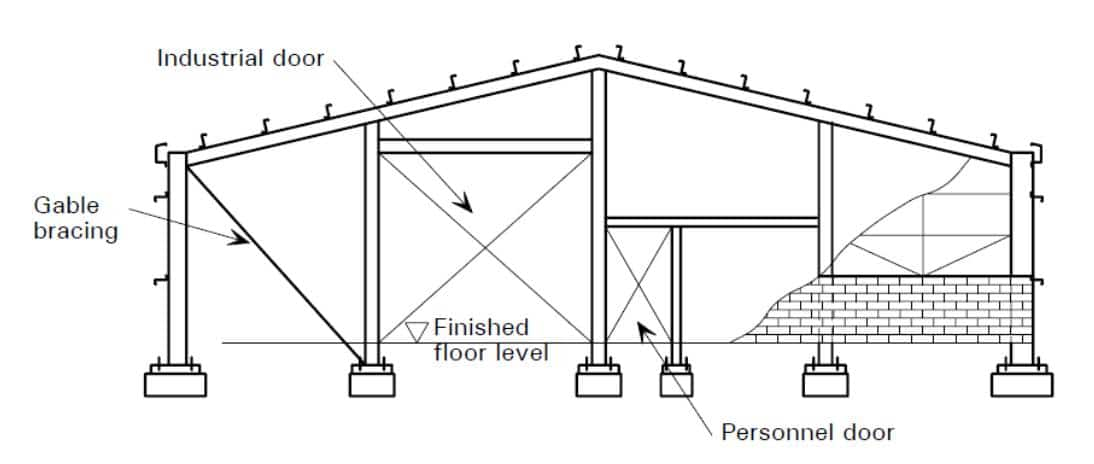 Industrial door
Gable
bracing
Finished
floor level
Personnel door